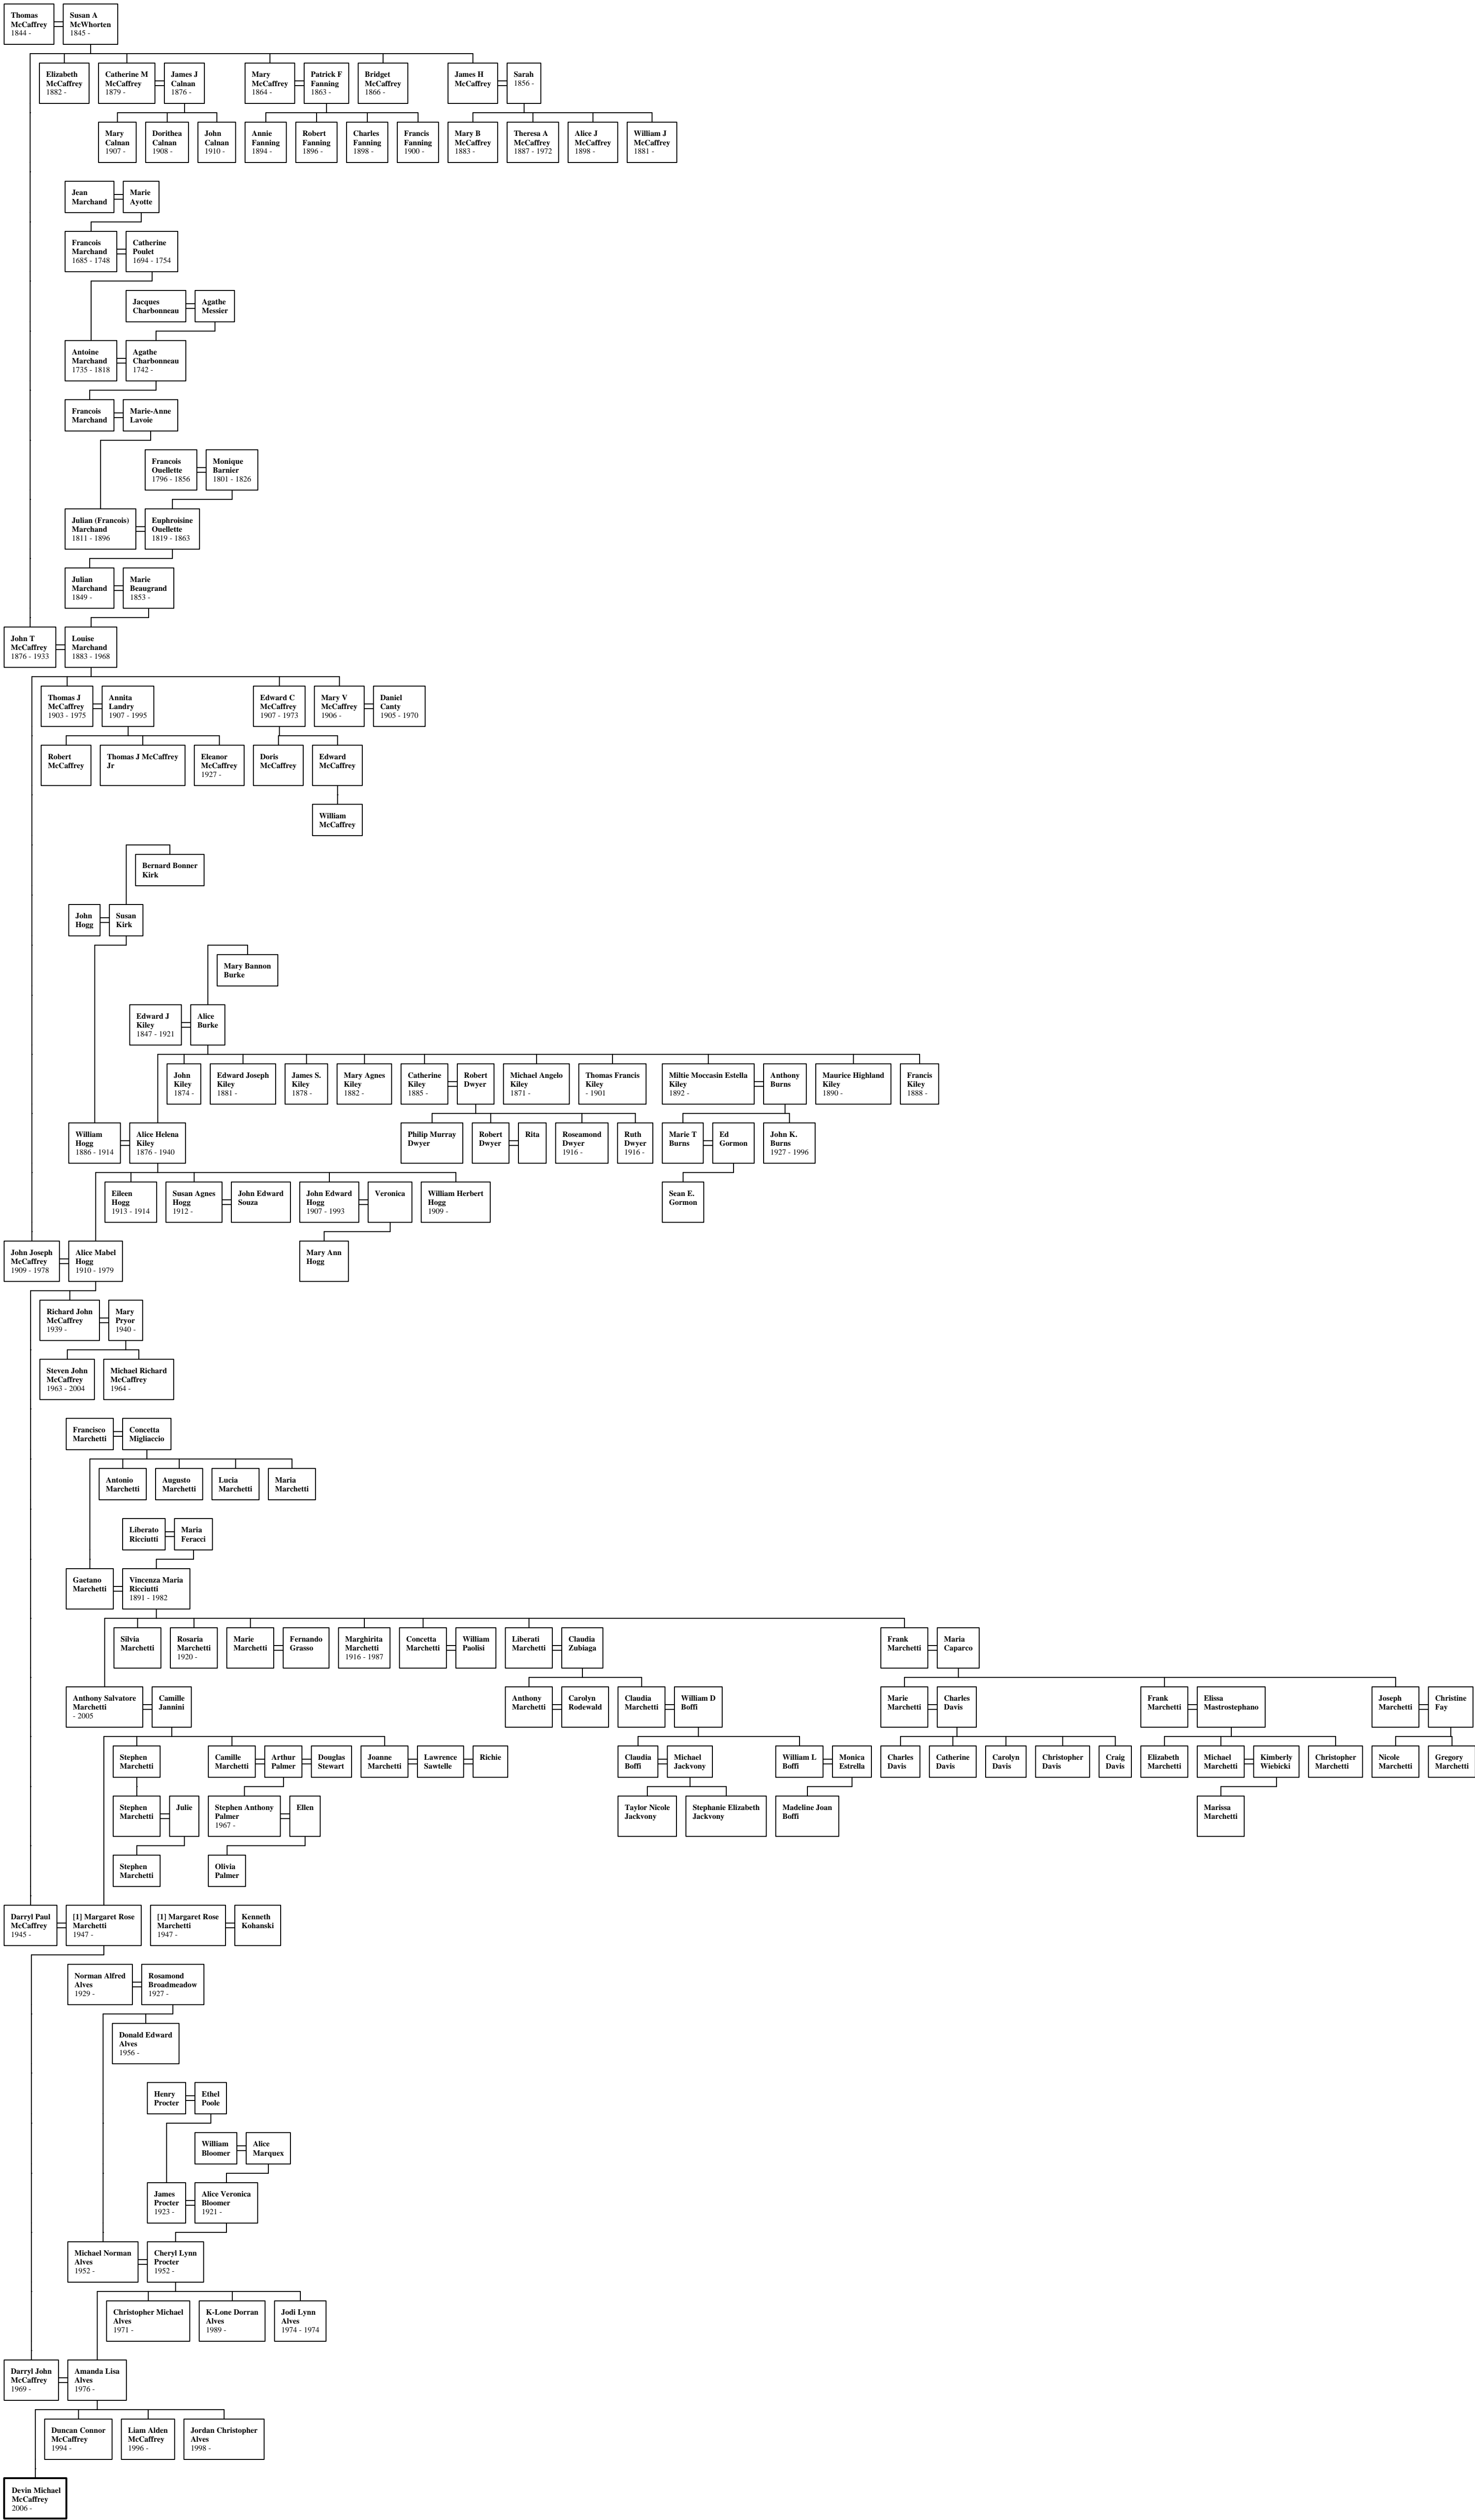 Thomas
McCaffrey
1844 -
Susan A
McWhorten
1845 -
Elizabeth
McCaffrey
1882 -
Catherine M
McCaffrey
1879 -
James J
Calnan
1876 -
Mary
McCaffrey
1864 -
Patrick F
Fanning
1863 -
Bridget
McCaffrey
1866 -
James H
McCaffrey
Sarah
1856 -
Mary
Calnan
1907 -
Dorithea
Calnan
1908 -
John
Calnan
1910 -
Annie
Fanning
1894 -
Robert
Fanning
1896 -
Charles
Fanning
1898 -
Francis
Fanning
1900 -
Mary B
McCaffrey
1883 -
Theresa A
McCaffrey
1887 - 1972
Alice J
McCaffrey
1898 -
William J
McCaffrey
1881 -
Jean
Marchand
Marie
Ayotte
Francois
Marchand
1685 - 1748
Catherine
Poulet
1694 - 1754
Jacques
Charbonneau
Agathe
Messier
Antoine
Marchand
1735 - 1818
Agathe
Charbonneau
1742 -
Francois
Marchand
Marie-Anne
Lavoie
Francois
Ouellette
1796 - 1856
Monique
Barnier
1801 - 1826
Julian (Francois)
Marchand
1811 - 1896
Euphroisine
Ouellette
1819 - 1863
Julian
Marchand
1849 -
Marie
Beaugrand
1853 -
John T
McCaffrey
1876 - 1933
Louise
Marchand
1883 - 1968
Thomas J
McCaffrey
1903 - 1975
Annita
Landry
1907 - 1995
Edward C
McCaffrey
1907 - 1973
Mary V
McCaffrey
1906 -
Daniel
Canty
1905 - 1970
Robert
McCaffrey
Thomas J McCaffrey
Jr
Eleanor
McCaffrey
1927 -
Doris
McCaffrey
Edward
McCaffrey
William
McCaffrey
Bernard Bonner
Kirk
John
Hogg
Susan
Kirk
Mary Bannon
Burke
Edward J
Kiley
1847 - 1921
Alice
Burke
John
Kiley
1874 -
Edward Joseph
Kiley
1881 -
James S.
Kiley
1878 -
Mary Agnes
Kiley
1882 -
Catherine
Kiley
1885 -
Robert
Dwyer
Michael Angelo
Kiley
1871 -
Thomas Francis
Kiley
- 1901
Miltie Moccasin Estella
Kiley
1892 -
Anthony
Burns
Maurice Highland
Kiley
1890 -
Francis
Kiley
1888 -
William
Hogg
1886 - 1914
Alice Helena
Kiley
1876 - 1940
Philip Murray
Dwyer
Robert
Dwyer
Rita
Roseamond
Dwyer
1916 -
Ruth
Dwyer
1916 -
Marie T
Burns
Ed
Gormon
John K.
Burns
1927 - 1996
Eileen
Hogg
1913 - 1914
Susan Agnes
Hogg
1912 -
John Edward
Souza
John Edward
Hogg
1907 - 1993
Veronica
William Herbert
Hogg
1909 -
Sean E.
Gormon
John Joseph
McCaffrey
1909 - 1978
Alice Mabel
Hogg
1910 - 1979
Mary Ann
Hogg
Richard John
McCaffrey
1939 -
Mary
Pryor
1940 -
Steven John
McCaffrey
1963 - 2004
Michael Richard
McCaffrey
1964 -
Francisco
Marchetti
Concetta
Migliaccio
Antonio
Marchetti
Augusto
Marchetti
Lucia
Marchetti
Maria
Marchetti
Liberato
Ricciutti
Maria
Feracci
Gaetano
Marchetti
Vincenza Maria
Ricciutti
1891 - 1982
Silvia
Marchetti
Rosaria
Marchetti
1920 -
Marie
Marchetti
Fernando
Grasso
Marghirita
Marchetti
1916 - 1987
Concetta
Marchetti
William
Paolisi
Liberati
Marchetti
Claudia
Zubiaga
Frank
Marchetti
Maria
Caparco
Anthony Salvatore
Marchetti
- 2005
Camille
Jannini
Anthony
Marchetti
Carolyn
Rodewald
Claudia
Marchetti
William D
Boffi
Marie
Marchetti
Charles
Davis
Frank
Marchetti
Elissa
Mastrostephano
Joseph
Marchetti
Christine
Fay
Stephen
Marchetti
Camille
Marchetti
Arthur
Palmer
Douglas
Stewart
Joanne
Marchetti
Lawrence
Sawtelle
Richie
Claudia
Boffi
Michael
Jackvony
William L
Boffi
Monica
Estrella
Charles
Davis
Catherine
Davis
Carolyn
Davis
Christopher
Davis
Craig
Davis
Elizabeth
Marchetti
Michael
Marchetti
Kimberly
Wiebicki
Christopher
Marchetti
Nicole
Marchetti
Gregory
Marchetti
Stephen
Marchetti
Julie
Stephen Anthony
Palmer
1967 -
Ellen
Taylor Nicole
Jackvony
Stephanie Elizabeth
Jackvony
Madeline Joan
Boffi
Marissa
Marchetti
Stephen
Marchetti
Olivia
Palmer
Darryl Paul
McCaffrey
1945 -
[1] Margaret Rose
Marchetti
1947 -
[1] Margaret Rose
Marchetti
1947 -
Kenneth
Kohanski
Norman Alfred
Alves
1929 -
Rosamond
Broadmeadow
1927 -
Donald Edward
Alves
1956 -
Henry
Procter
Ethel
Poole
William
Bloomer
Alice
Marquex
James
Procter
1923 -
Alice Veronica
Bloomer
1921 -
Michael Norman
Alves
1952 -
Cheryl Lynn
Procter
1952 -
Christopher Michael
Alves
1971 -
K-Lone Dorran
Alves
1989 -
Jodi Lynn
Alves
1974 - 1974
Darryl John
McCaffrey
1969 -
Amanda Lisa
Alves
1976 -
Duncan Connor
McCaffrey
1994 -
Liam Alden
McCaffrey
1996 -
Jordan Christopher
Alves
1998 -
Devin Michael
McCaffrey
2006 -